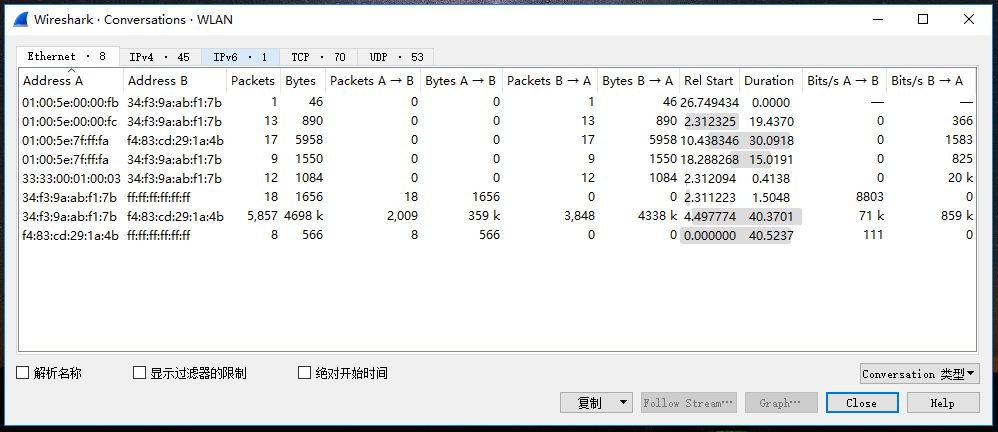 Wireshark · Conversations · WLAN
Ethernet · 8 IPv4 · 45 IPv6 · 1 TCP · 70 UDP · 53
Address A Address B Packets Bytes Packets A → B Bytes A → B Packets B → A Bytes B → A Rel Start Duration Bits/s A → B Bits/s B → A
01:00:5e:00:00:fb 34:f3:9a:ab:f1:7b 1 46 0 0 1 46 26.749434 0.0000 — —
01:00:5e:00:00:fc 34:f3:9a:ab:f1:7b 13 890 0 0 13 890 2.312325 19.4370 0 366
01:00:5e:7f:ff:fa f4:83:cd:29:1a:4b 17 5958 0 0 17 5958 10.438346 30.0918 0 1583
01:00:5e:7f:ff:fa 34:f3:9a:ab:f1:7b 9 1550 0 0 9 1550 18.288268 15.0191 0 825
33:33:00:01:00:03 34:f3:9a:ab:f1:7b 12 1084 0 0 12 1084 2.312094 0.4138 0 20 k
34:f3:9a:ab:f1:7b ff:ff:ff:ff:ff:ff 18 1656 18 1656 0 0 2.311223 1.5048 8803 0
34:f3:9a:ab:f1:7b f4:83:cd:29:1a:4b 5,857 4698 k 2,009 359 k 3,848 4338 k 4.497774 40.3701 71 k 859 k
f4:83:cd:29:1a:4b ff:ff:ff:ff:ff:ff 8 566 8 566 0 0 0.000000 40.5237 111 0
解析名称 显示过滤器的限制 绝对开始时间 Conversation 类型
复制 Follow Stream… Graph… Close Help